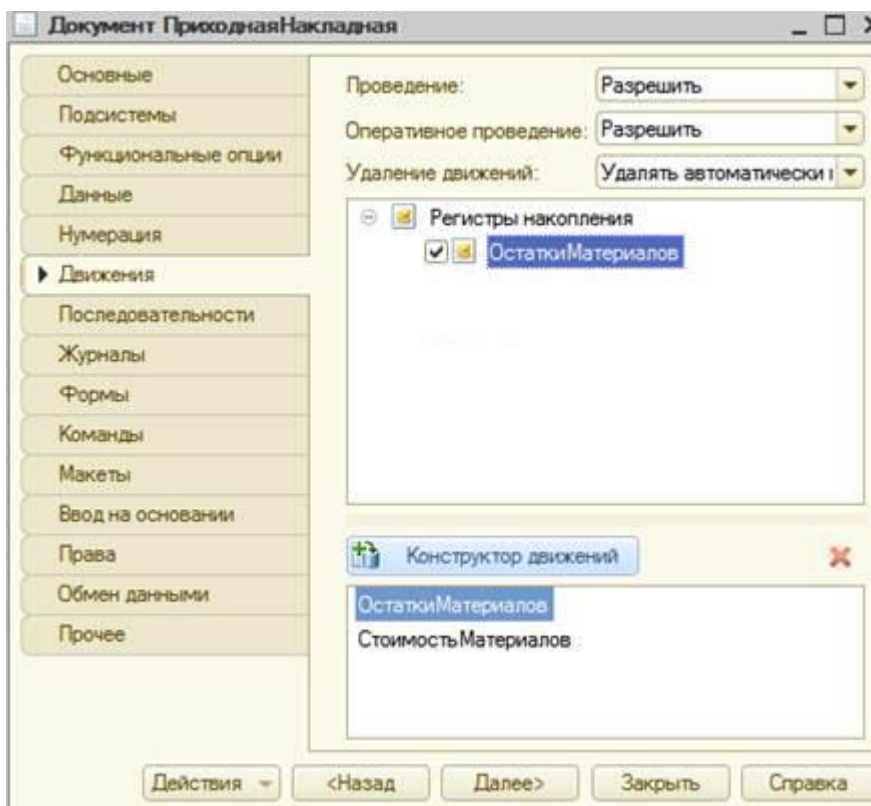 Документ ПриходнаяНакладная
Основные
Подсистемы
Функциональные опции
Данные
Нумерация
Движения
Последовательности
Журналы
Формы
Команды
Макеты
Ввод на основании
Права
Обмен данными
Прочее
Проведение: Разрешить
Оперативное проведение: Разрешить
Удаление движений: Удалять автоматически
Регистры накопления
ОстаткиМатериалов
Конструктор движений
ОстаткиМатериалов
СтоимостьМатериалов
Действия <Назад Далее> Закрыть Справка